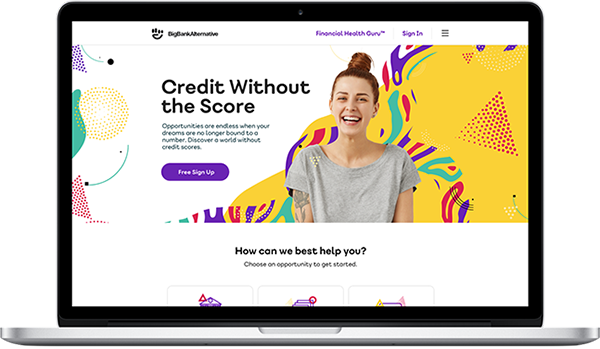 BigBankAlternative
Financial Health Guru™ Sign In
Credit Without
the Score
Opportunities are endless when your
dreams are no longer bound to a
number. Discover a world without
credit scores.
Free Sign Up
How can we best help you?
Choose an opportunity to get started.